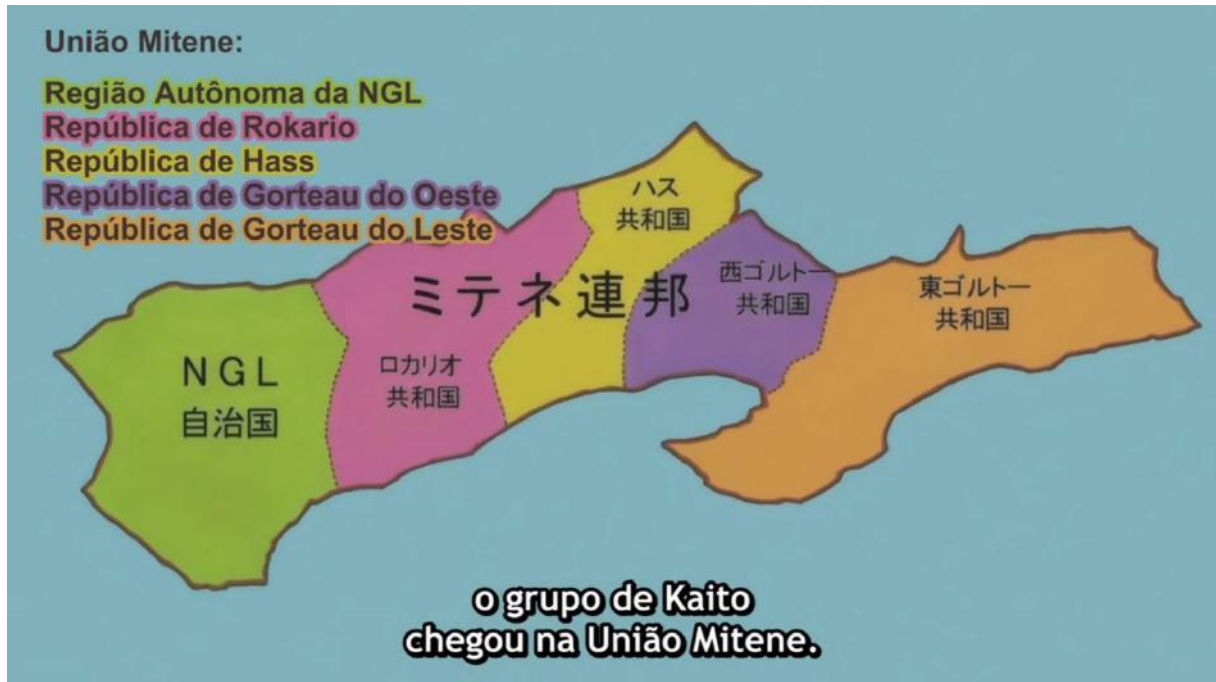 União Mitene:
Região Autônoma da NGL
República de Rokario
República de Hass
República de Gorteau do Oeste
República de Gorteau do Leste
ハス
共和国
ミテネ連邦
西ゴルトー
共和国
東ゴルトー
共和国
NGL
自治国
ロカリオ
共和国
o grupo de Kaito
chegou na União Mitene.